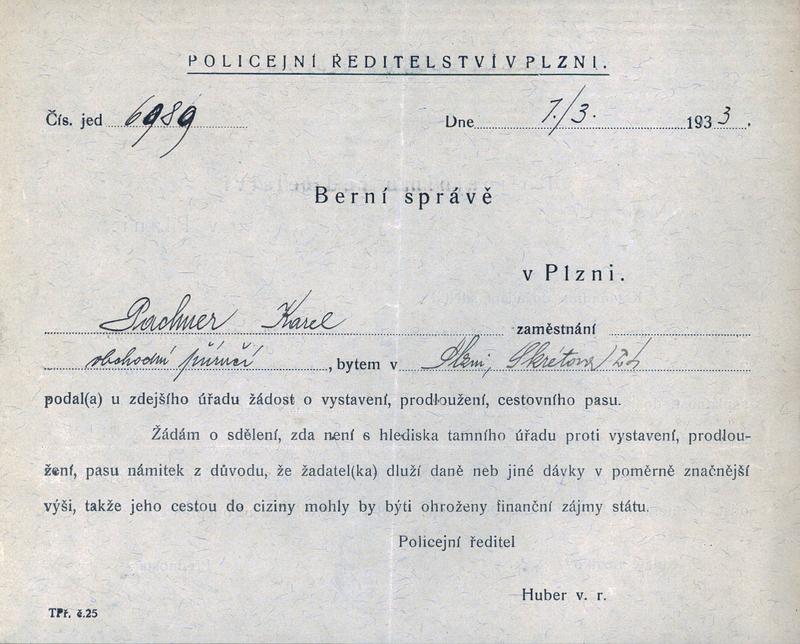 POLICEJNÍ ŘEDITELSTVÍ V PLZNI.
Čís. jed 6989 Dne 1./3. 1933.
Berní správě
v Plzni.
Pachner Karel zaměstnání
obchodní příručí, bytem v Plzni, Skrétova
podal(a) u zdejšího úřadu žádost o vystavení, prodloužení, cestovního pasu.
Žádám o sdělení, zda není s hlediska tamního úřadu proti vystavení, prodlou-
žení, pasu námitek z důvodu, že žadatel(ka) dluží daně neb jiné dávky v poměrně značnější
výši, takže jeho cestou do ciziny mohly by býti ohroženy finanční zájmy státu.
Policejní ředitel
Huber v. r.
TPř. č.25